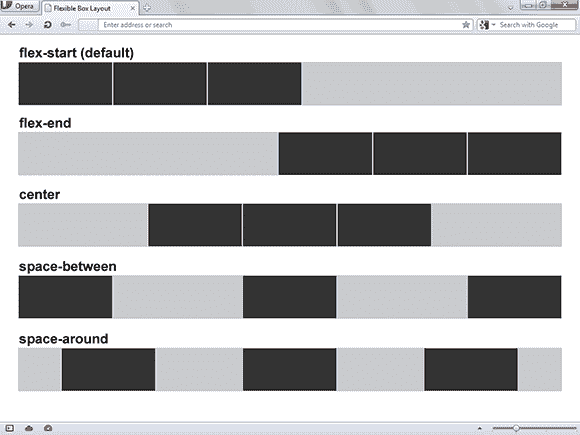 Opera
Flexible Box Layout
Enter address or search
Search with Google
flex-start (default)
flex-end
center
space-between
space-around